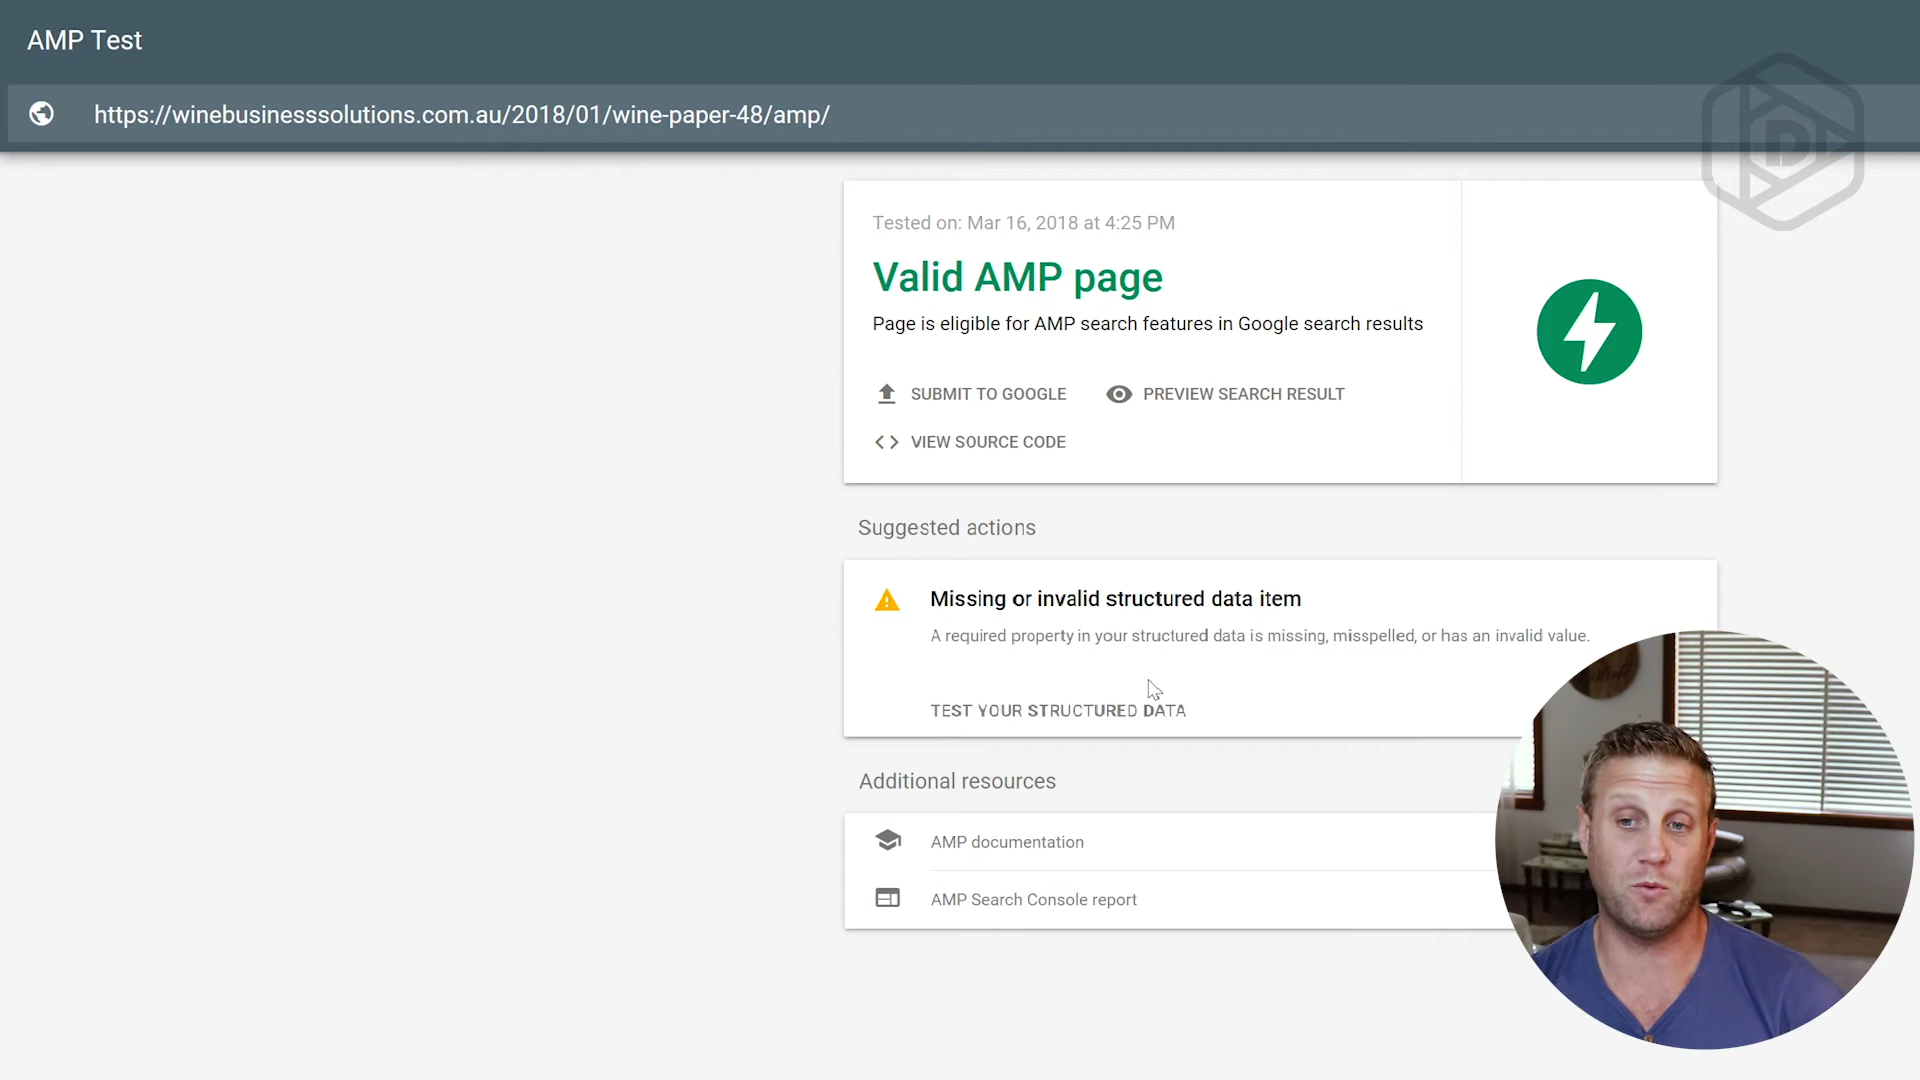 AMP Test
https://winebusinesssolutions.com.au/2018/01/wine-paper-48/amp/
D
Tested on: Mar 16, 2018 at 4:25 PM
Valid AMP page
Page is eligible for AMP search features in Google search results
SUBMIT TO GOOGLE
PREVIEW SEARCH RESULT
VIEW SOURCE CODE
Suggested actions
Missing or invalid structured data item
A required property in your structured data is missing, misspelled, or has an invalid value.
TEST YOUR STRUCTURED DATA
Additional resources
AMP documentation
AMP Search Console report